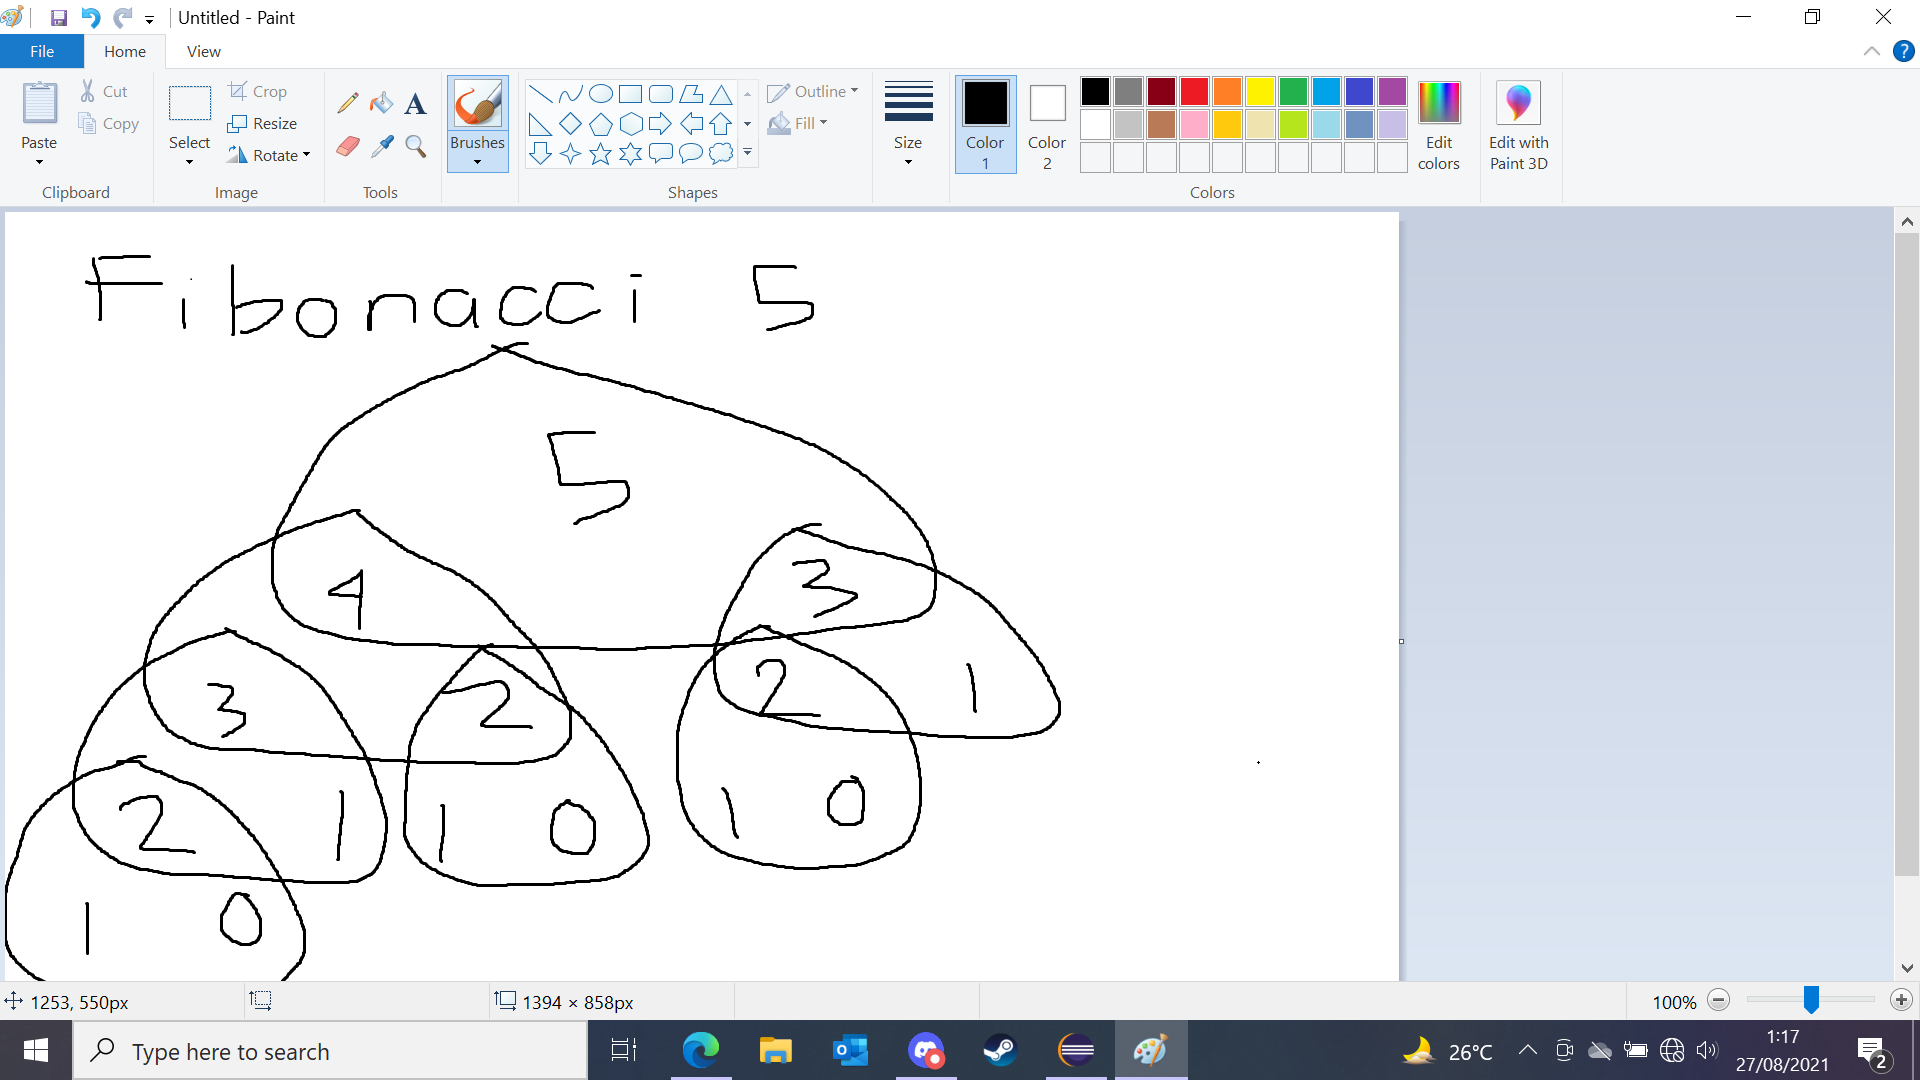 Untitled - Paint
File Home View
Paste Cut Copy Select Crop Resize Rotate A Brushes Outline Fill Size Color 1 Color 2 Edit colors Edit with Paint 3D
Clipboard Image Tools Shapes Colors
Fibonacci 5
5
4 3
3 2 2 1
2 1 1 0 1 0
1 0
1253, 550px 1394 × 858px 100%
Type here to search 26°C 1:17
27/08/2021 2